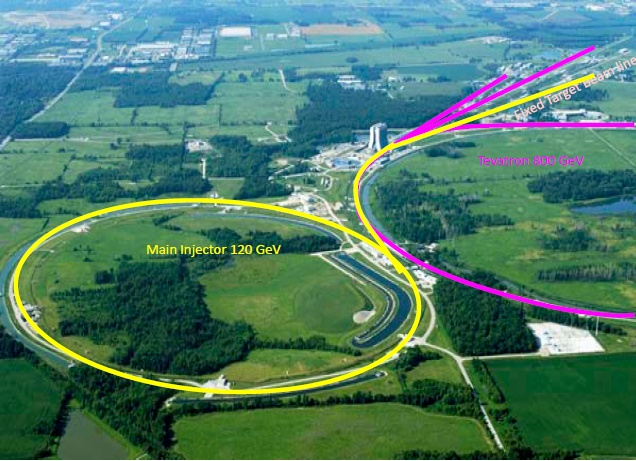 Fixed Target Beam line
Tevatron 800 GeV
Main Injector 120 GeV